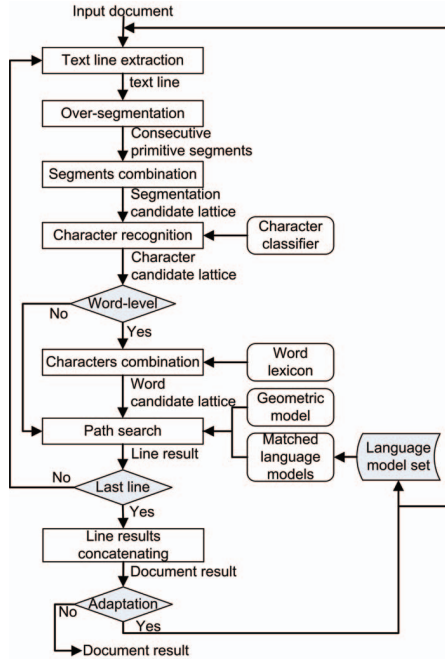 Input document
Text line extraction
text line
Over-segmentation
Consecutive
primitive segments
Segments combination
Segmentation
candidate lattice
Character recognition
Character
classifier
Character
candidate lattice
No
Word-level
Yes
Characters combination
Word
lexicon
Word
candidate lattice
Geometric
model
Path search
Matched
language
models
Language
model set
Line result
No
Last line
Yes
Line results
concatenating
Document result
No
Adaptation
Yes
Document result